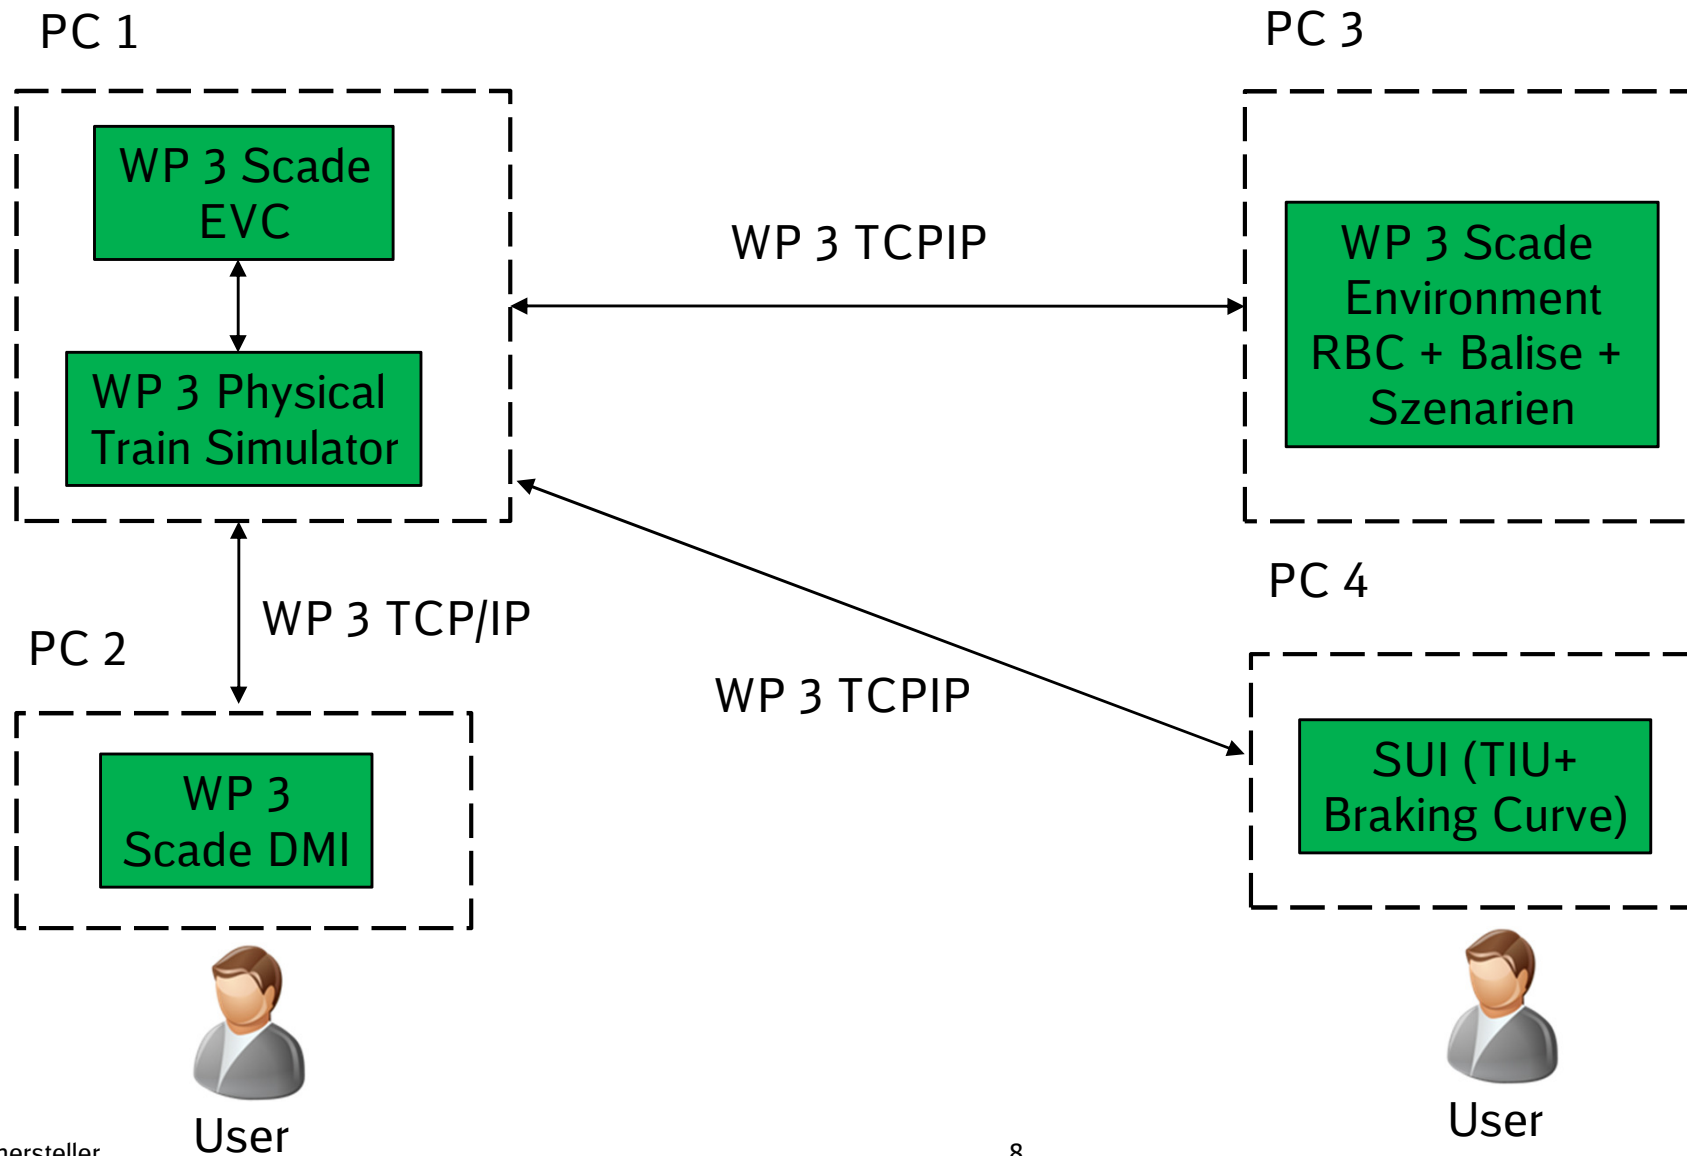 PC 1
WP 3 Scade
EVC
WP 3 Physical
Train Simulator
WP 3 TCPIP
PC 3
WP 3 Scade
Environment
RBC + Balise +
Szenarien
WP 3 TCP/IP
WP 3 TCPIP
PC 2
WP 3
Scade DMI
User
PC 4
SUI (TIU+
Braking Curve)
User
8